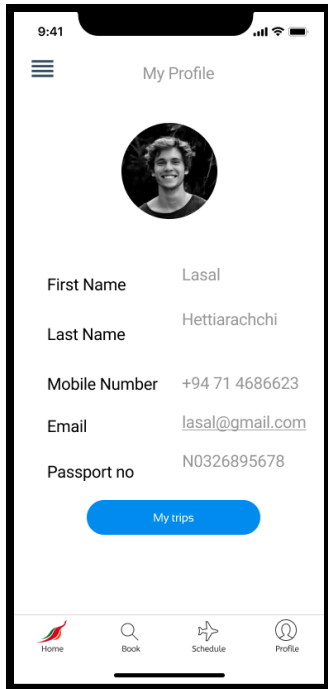 9:41
My Profile
First Name Lasal
Last Name Hettiarachchi
Mobile Number +94 71 4686623
Email lasal@gmail.com
Passport no N0326895678
My trips
Home Book Schedule Profile